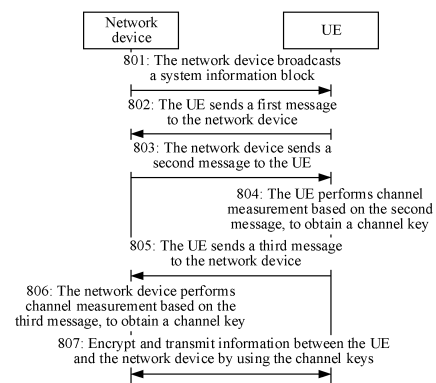 Network
device
UE
801: The network device broadcasts
a system information block
802: The UE sends a first message
to the network device
803: The network device sends a
second message to the UE
804: The UE performs channel
measurement based on the second
message, to obtain a channel key
805: The UE sends a third message
to the network device
806: The network device performs
channel measurement based on the
third message, to obtain a channel key
807: Encrypt and transmit information between the UE
and the network device by using the channel keys